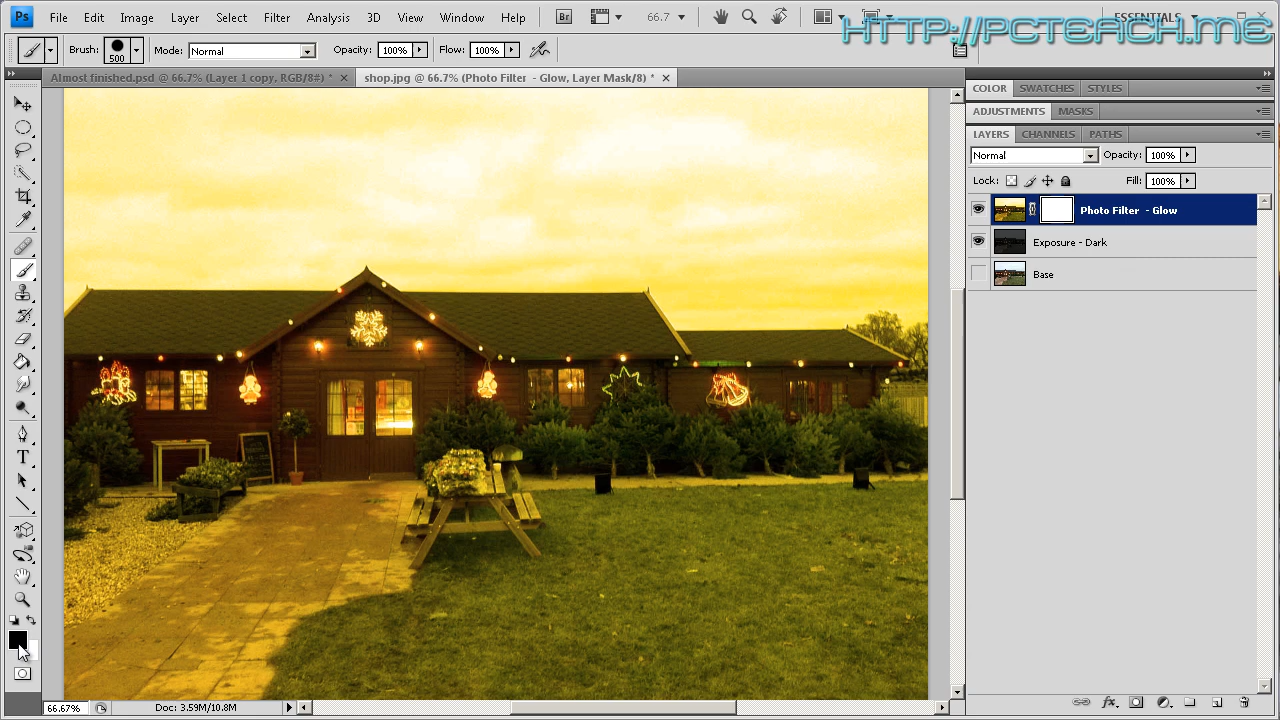 Ps File Edit Image Layer Select Filter Analysis 3D View Window Help Br 66.7 ESSENTIALS
HTTP://PCTEACH.ME
Brush: 500 Mode: Normal Opacity: 100% Flow: 100%
Almost finished.psd @ 66.7% (Layer 1 copy, RGB/8#) * shop.jpg @ 66.7% (Photo Filter - Glow, Layer Mask/8) *
COLOR SWATCHES STYLES
ADJUSTMENTS MASKS
LAYERS CHANNELS PATHS
Normal Opacity: 100%
Lock: Fill: 100%
Photo Filter - Glow
Exposure - Dark
Base
T
66.67% Doc: 3.59M/10.8M
fx